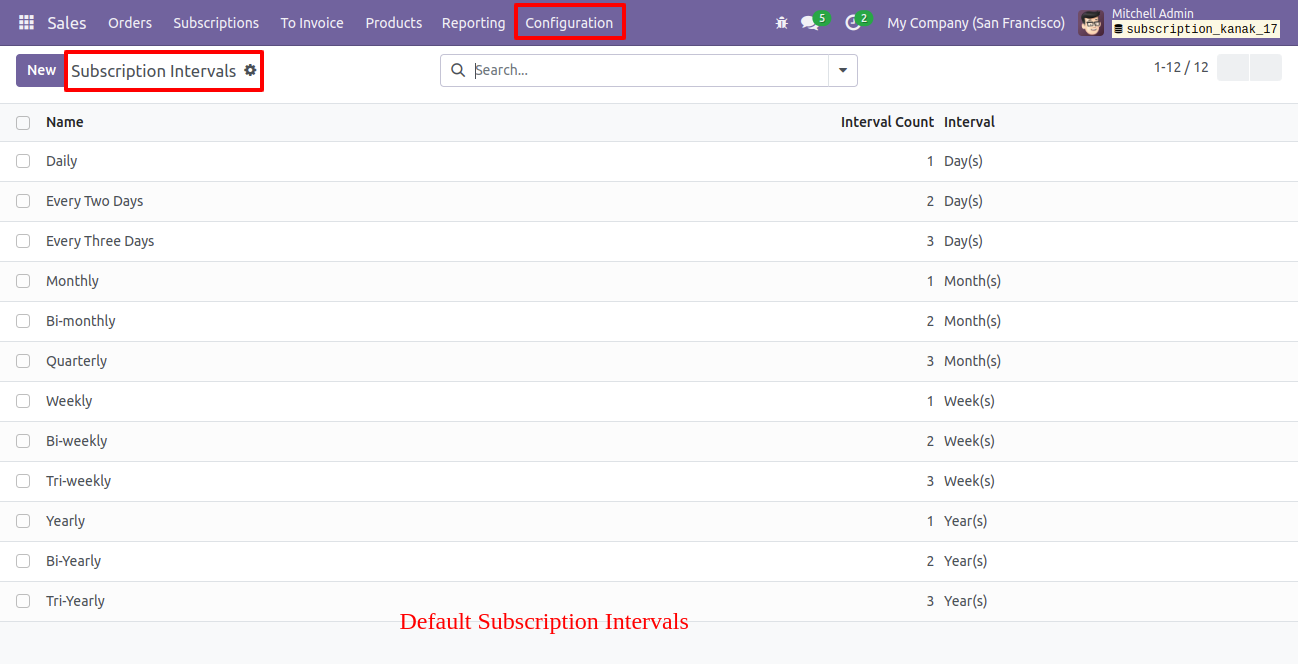 Sales Orders Subscriptions To Invoice Products Reporting Configuration 5 2 My Company (San Francisco) Mitchell Admin
subscription_kanak_17
New Subscription Intervals Search... 1-12 / 12
Name Interval Count Interval
Daily 1 Day(s)
Every Two Days 2 Day(s)
Every Three Days 3 Day(s)
Monthly 1 Month(s)
Bi-monthly 2 Month(s)
Quarterly 3 Month(s)
Weekly 1 Week(s)
Bi-weekly 2 Week(s)
Tri-weekly 3 Week(s)
Yearly 1 Year(s)
Bi-Yearly 2 Year(s)
Tri-Yearly 3 Year(s)
Default Subscription Intervals